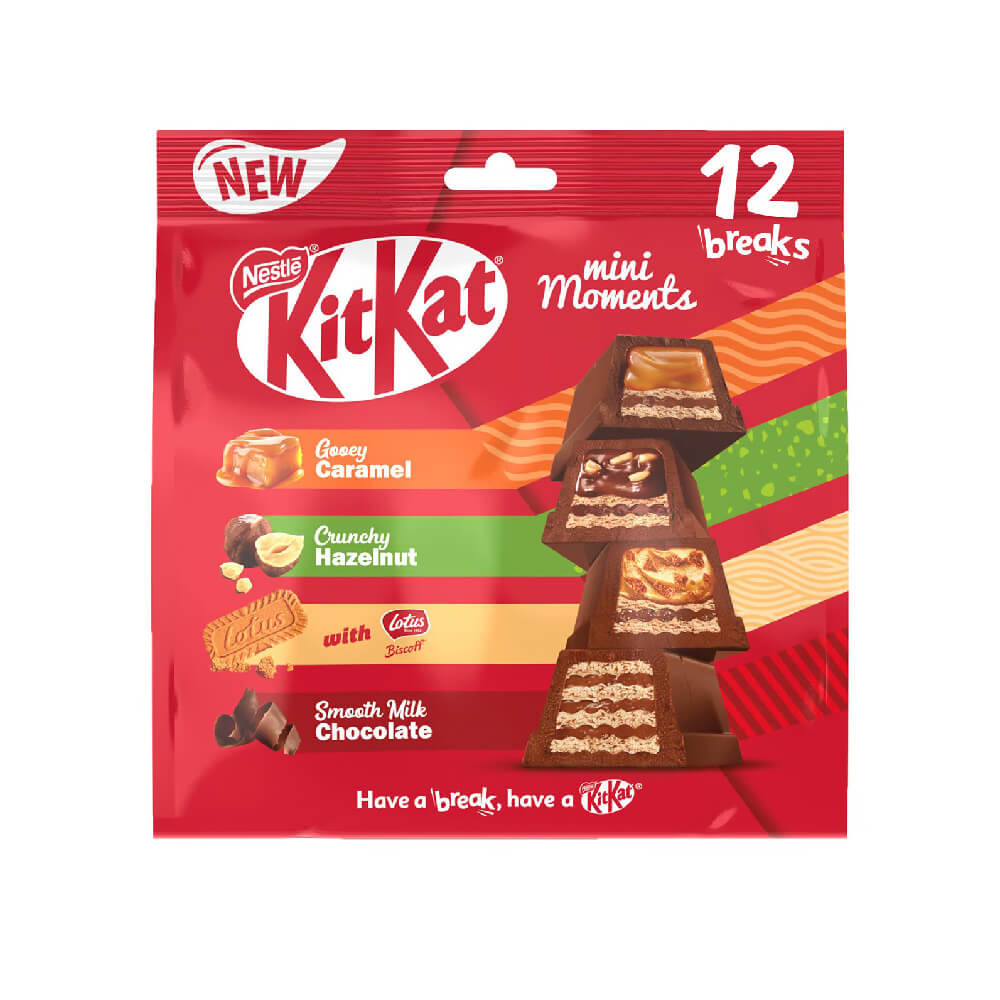 NEW
12
breaks
Nestlé®
KitKat®
mini
Moments
Gooey
Caramel
Crunchy
Hazelnut
Lotus
with
Lotus
Biscoff
Smooth Milk
Chocolate
Have a break, have a KitKat®